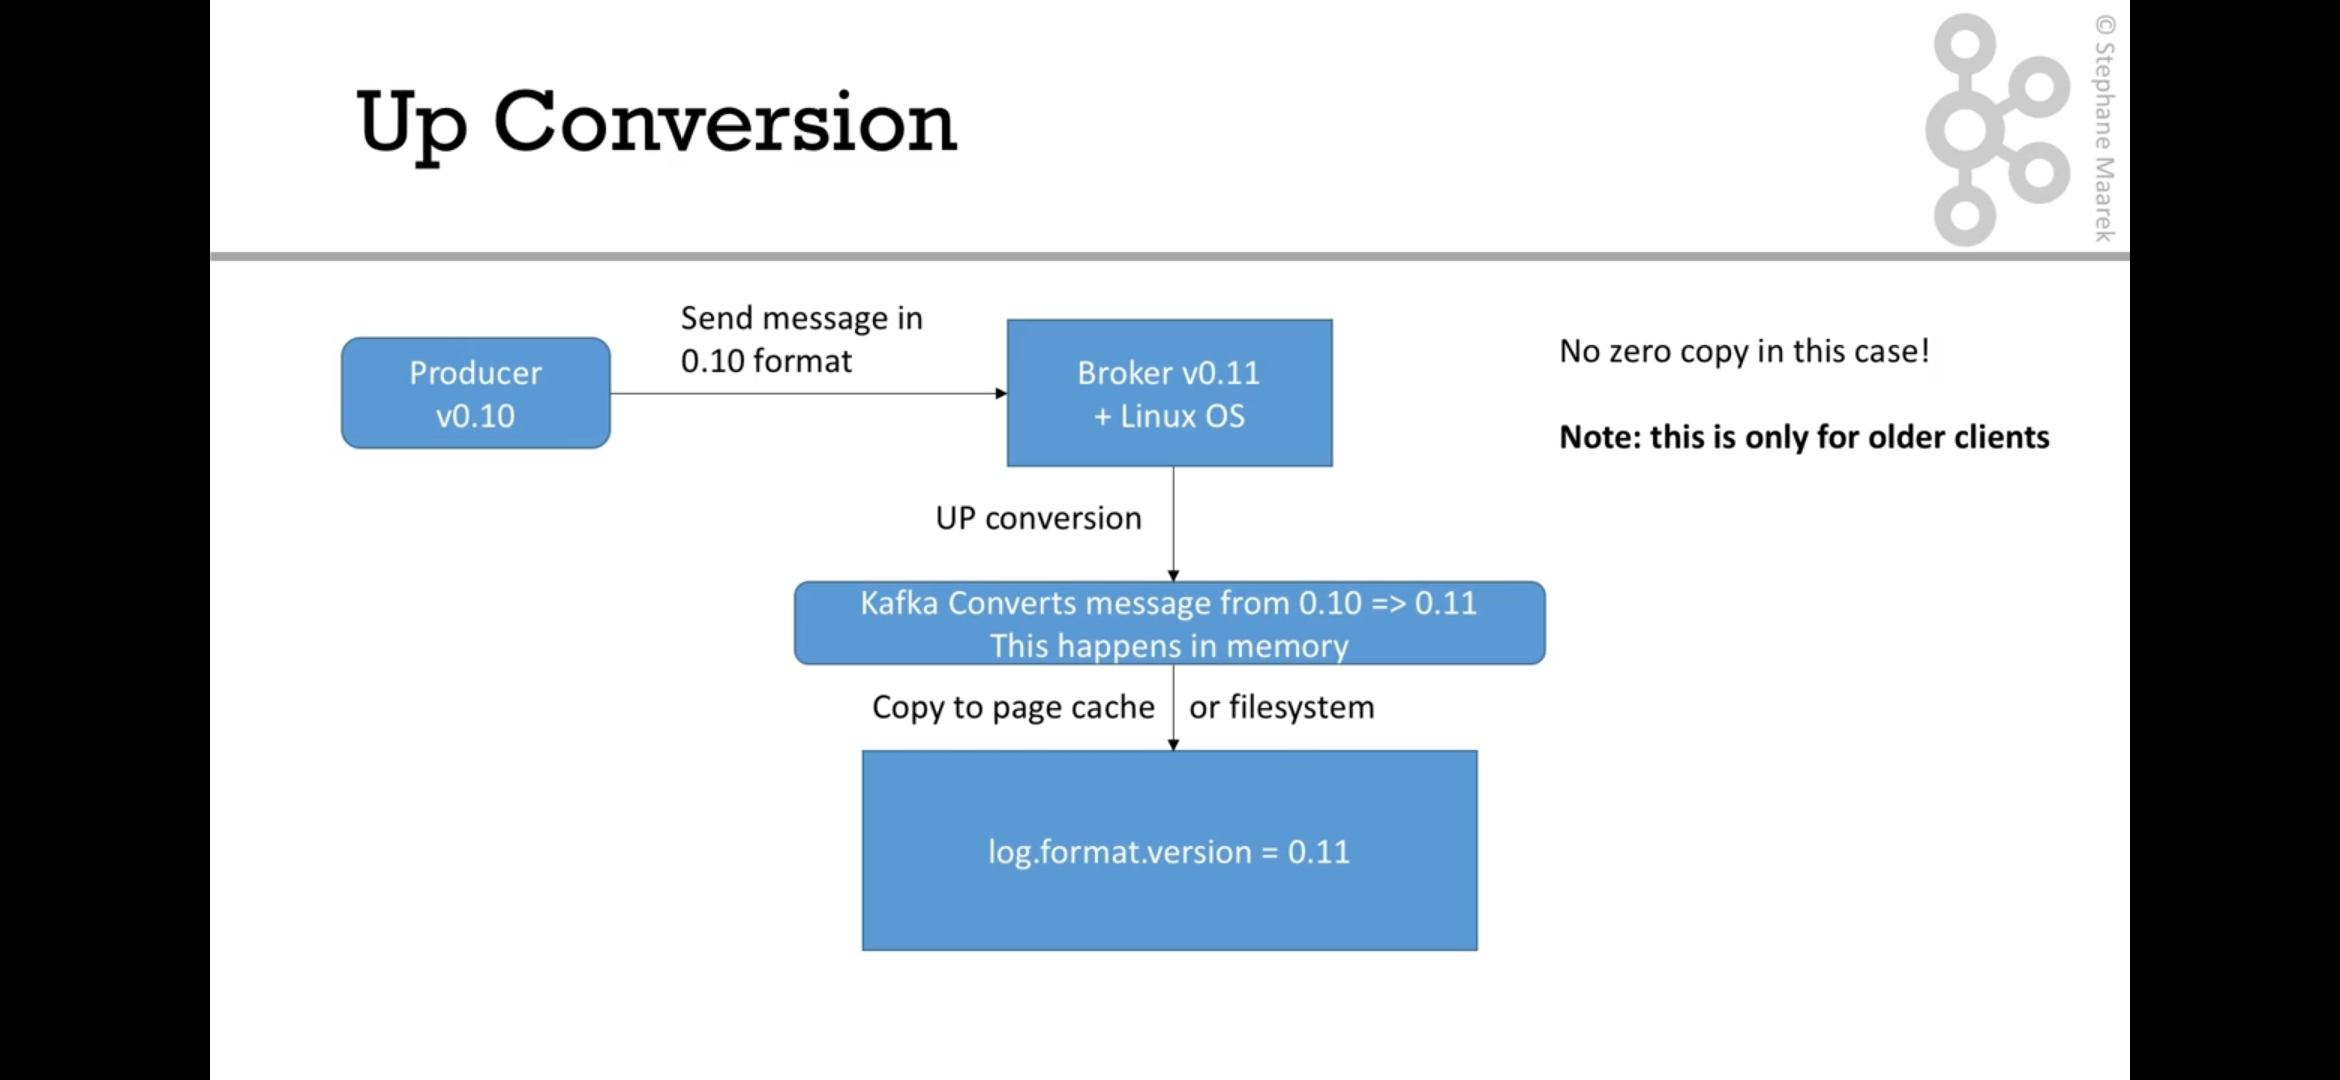 Up Conversion
© Stephane Maarek
Send message in
0.10 format
Producer
v0.10
Broker v0.11
+ Linux OS
No zero copy in this case!
Note: this is only for older clients
UP conversion
Kafka Converts message from 0.10 => 0.11
This happens in memory
Copy to page cache or filesystem
log.format.version = 0.11